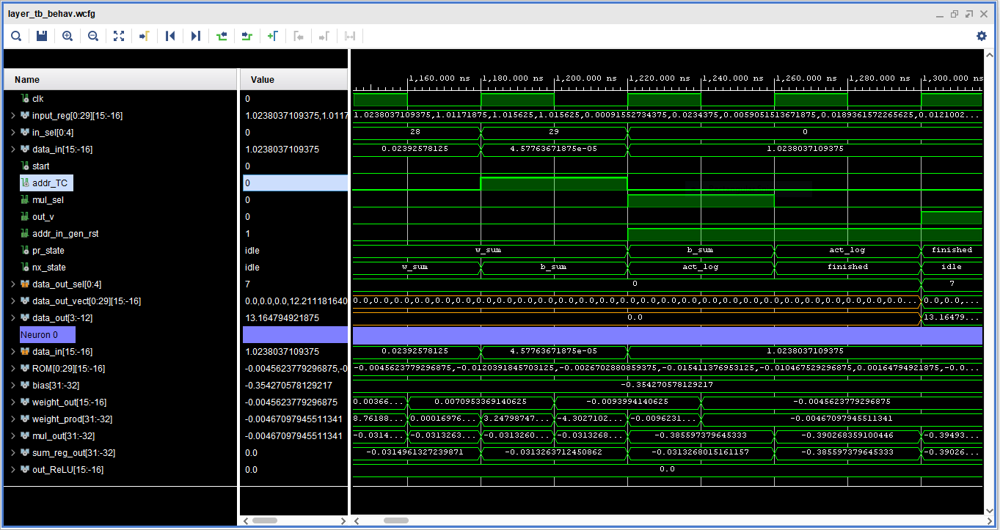 layer_tb_behav.wcfg
Name Value 1,160.000 ns 1,180.000 ns 1,200.000 ns 1,220.000 ns 1,240.000 ns 1,260.000 ns 1,280.000 ns 1,300.000 ns
clk 0
input_reg[0:29][15:-16] 1.0238037109375,1.0117 1.0238037109375,1.01171875,1.015625,1.015625,0.00091552734375,0.0234375,0.0059051513671875,0.0189361572265625,0.0121002...
in_sel[0:4] 0 28 29 0
data_in[15:-16] 1.0238037109375 0.02392578125 4.57763671875e-05 1.0238037109375
start 0
addr_TC 0
mul_sel 0
out_v 0
addr_in_gen_rst 1
pr_state idle w_sum b_sum act_log finished
nx_state idle w_sum b_sum act_log finished idle
data_out_sel[0:4] 7 0 7
data_out_vect[0:29][15:-16] 0.0,0.0,0.0,12.211181640 0.0,0.0,0.0,0.0,0.0,0.0,0.0,0.0,0.0,0.0,0.0,0.0,0.0,0.0,0.0,0.0,0.0,0.0,0.0,0.0,0.0,0.0,0.0,0.0,0.0,0... 0.0,0.0,...
data_out[3:-12] 13.164794921875 0.0 13.16479...
Neuron 0
data_in[15:-16] 1.0238037109375 0.02392578125 4.57763671875e-05 1.0238037109375
ROM[0:29][15:-16] -0.0045623779296875,-0 -0.0045623779296875,-0.0120391845703125,-0.0026702880859375,-0.015411376953125,-0.010467529296875,0.00164794921875,-0.0...
bias[31:-32] -0.354270578129217 -0.354270578129217
weight_out[15:-16] -0.0045623779296875 0.00366... 0.0070953369140625 -0.0093994140625 -0.0045623779296875
weight_prod[31:-32] -0.00467097945511341 8.76188... 0.00016976... 3.24798747... -4.3027102... -0.0096231... -0.00467097945511341
mul_out[31:-32] -0.00467097945511341 -0.0314... -0.0313263... -0.0313260... -0.0313268... -0.385597379645333 -0.390268359100446 -0.39493...
sum_reg_out[31:-32] 0.0 -0.0314961327239871 -0.0313263712450862 -0.0313268015161157 -0.385597379645333 -0.39026...
out_ReLU[15:-16] 0.0 0.0